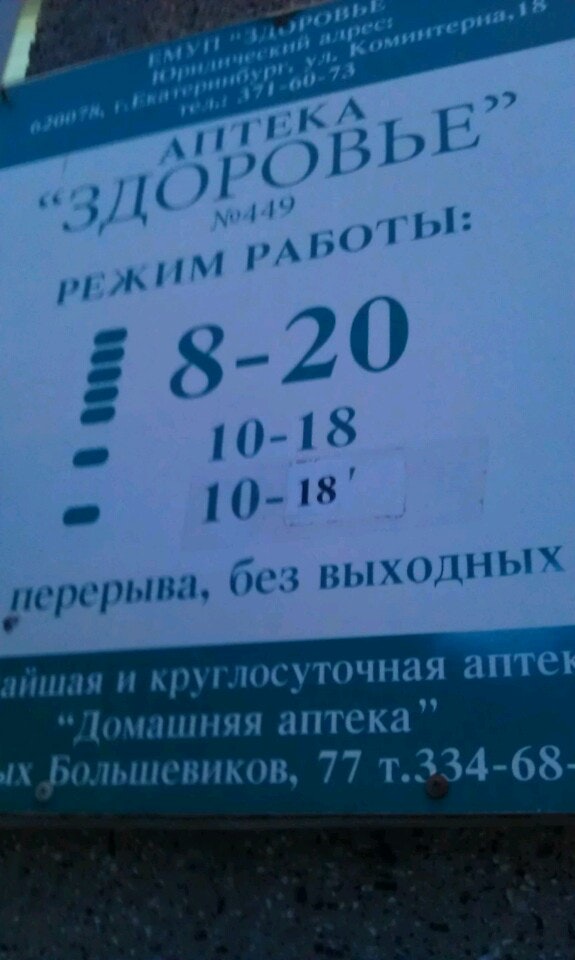 ЕМУП "ЗДОРОВЬЕ
Юридический адрес:
620078, г.Екатеринбург, ул. Коминтерна,18
тел.: 371-60-73
АПТЕКА
“ЗДОРОВЬЕ”
№449
РЕЖИМ РАБОТЫ:
8-20
10-18
10-18'
перерыва, без выходных
айшая и круглосуточная аптек
“Домашняя аптека”
ых Большевиков, 77 т.334-68-